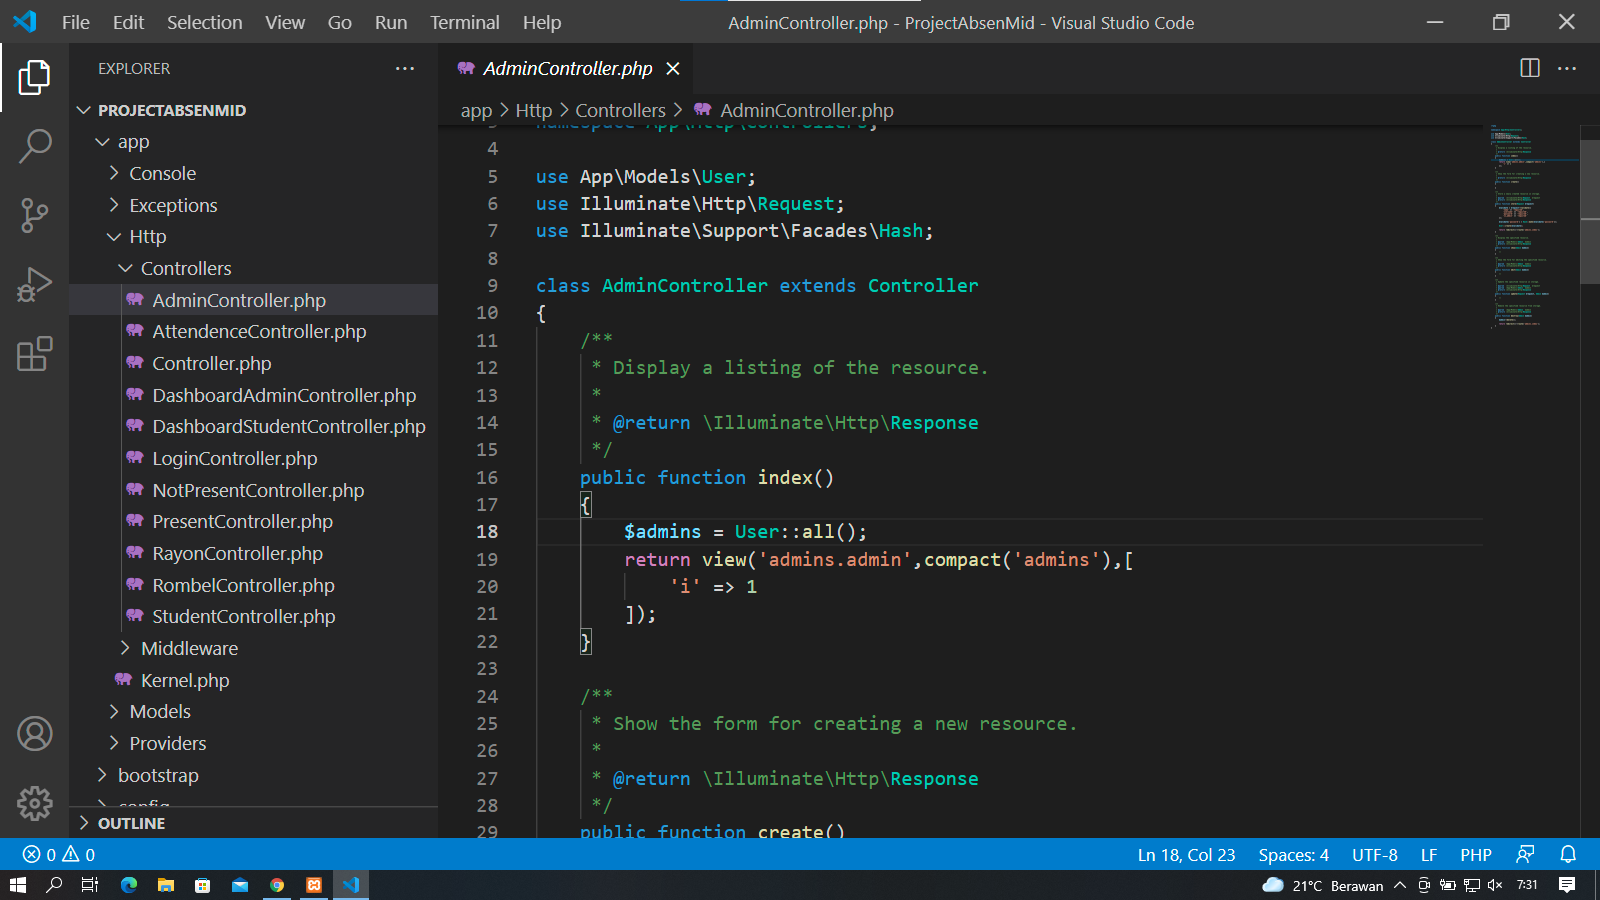 File Edit Selection View Go Run Terminal Help
AdminController.php - ProjectAbsenMid - Visual Studio Code
EXPLORER
PROJECTABSENMID
app
Console
Exceptions
Http
Controllers
AdminController.php
AttendenceController.php
Controller.php
DashboardAdminController.php
DashboardStudentController.php
LoginController.php
NotPresentController.php
PresentController.php
RayonController.php
RombelController.php
StudentController.php
Middleware
Kernel.php
Models
Providers
bootstrap
config
OUTLINE
AdminController.php
app > Http > Controllers > AdminController.php
3 namespace App\Http\Controllers;
4
5 use App\Models\User;
6 use Illuminate\Http\Request;
7 use Illuminate\Support\Facades\Hash;
8
9 class AdminController extends Controller
10 {
11 /**
12 * Display a listing of the resource.
13 *
14 * @return \Illuminate\Http\Response
15 */
16 public function index()
17 {
18 $admins = User::all();
19 return view('admins.admin',compact('admins'),[
20 'i' => 1
21 ]);
22 }
23
24 /**
25 * Show the form for creating a new resource.
26 *
27 * @return \Illuminate\Http\Response
28 */
29 public function create()
0 0
Ln 18, Col 23 Spaces: 4 UTF-8 LF PHP
21°C Berawan 7:31